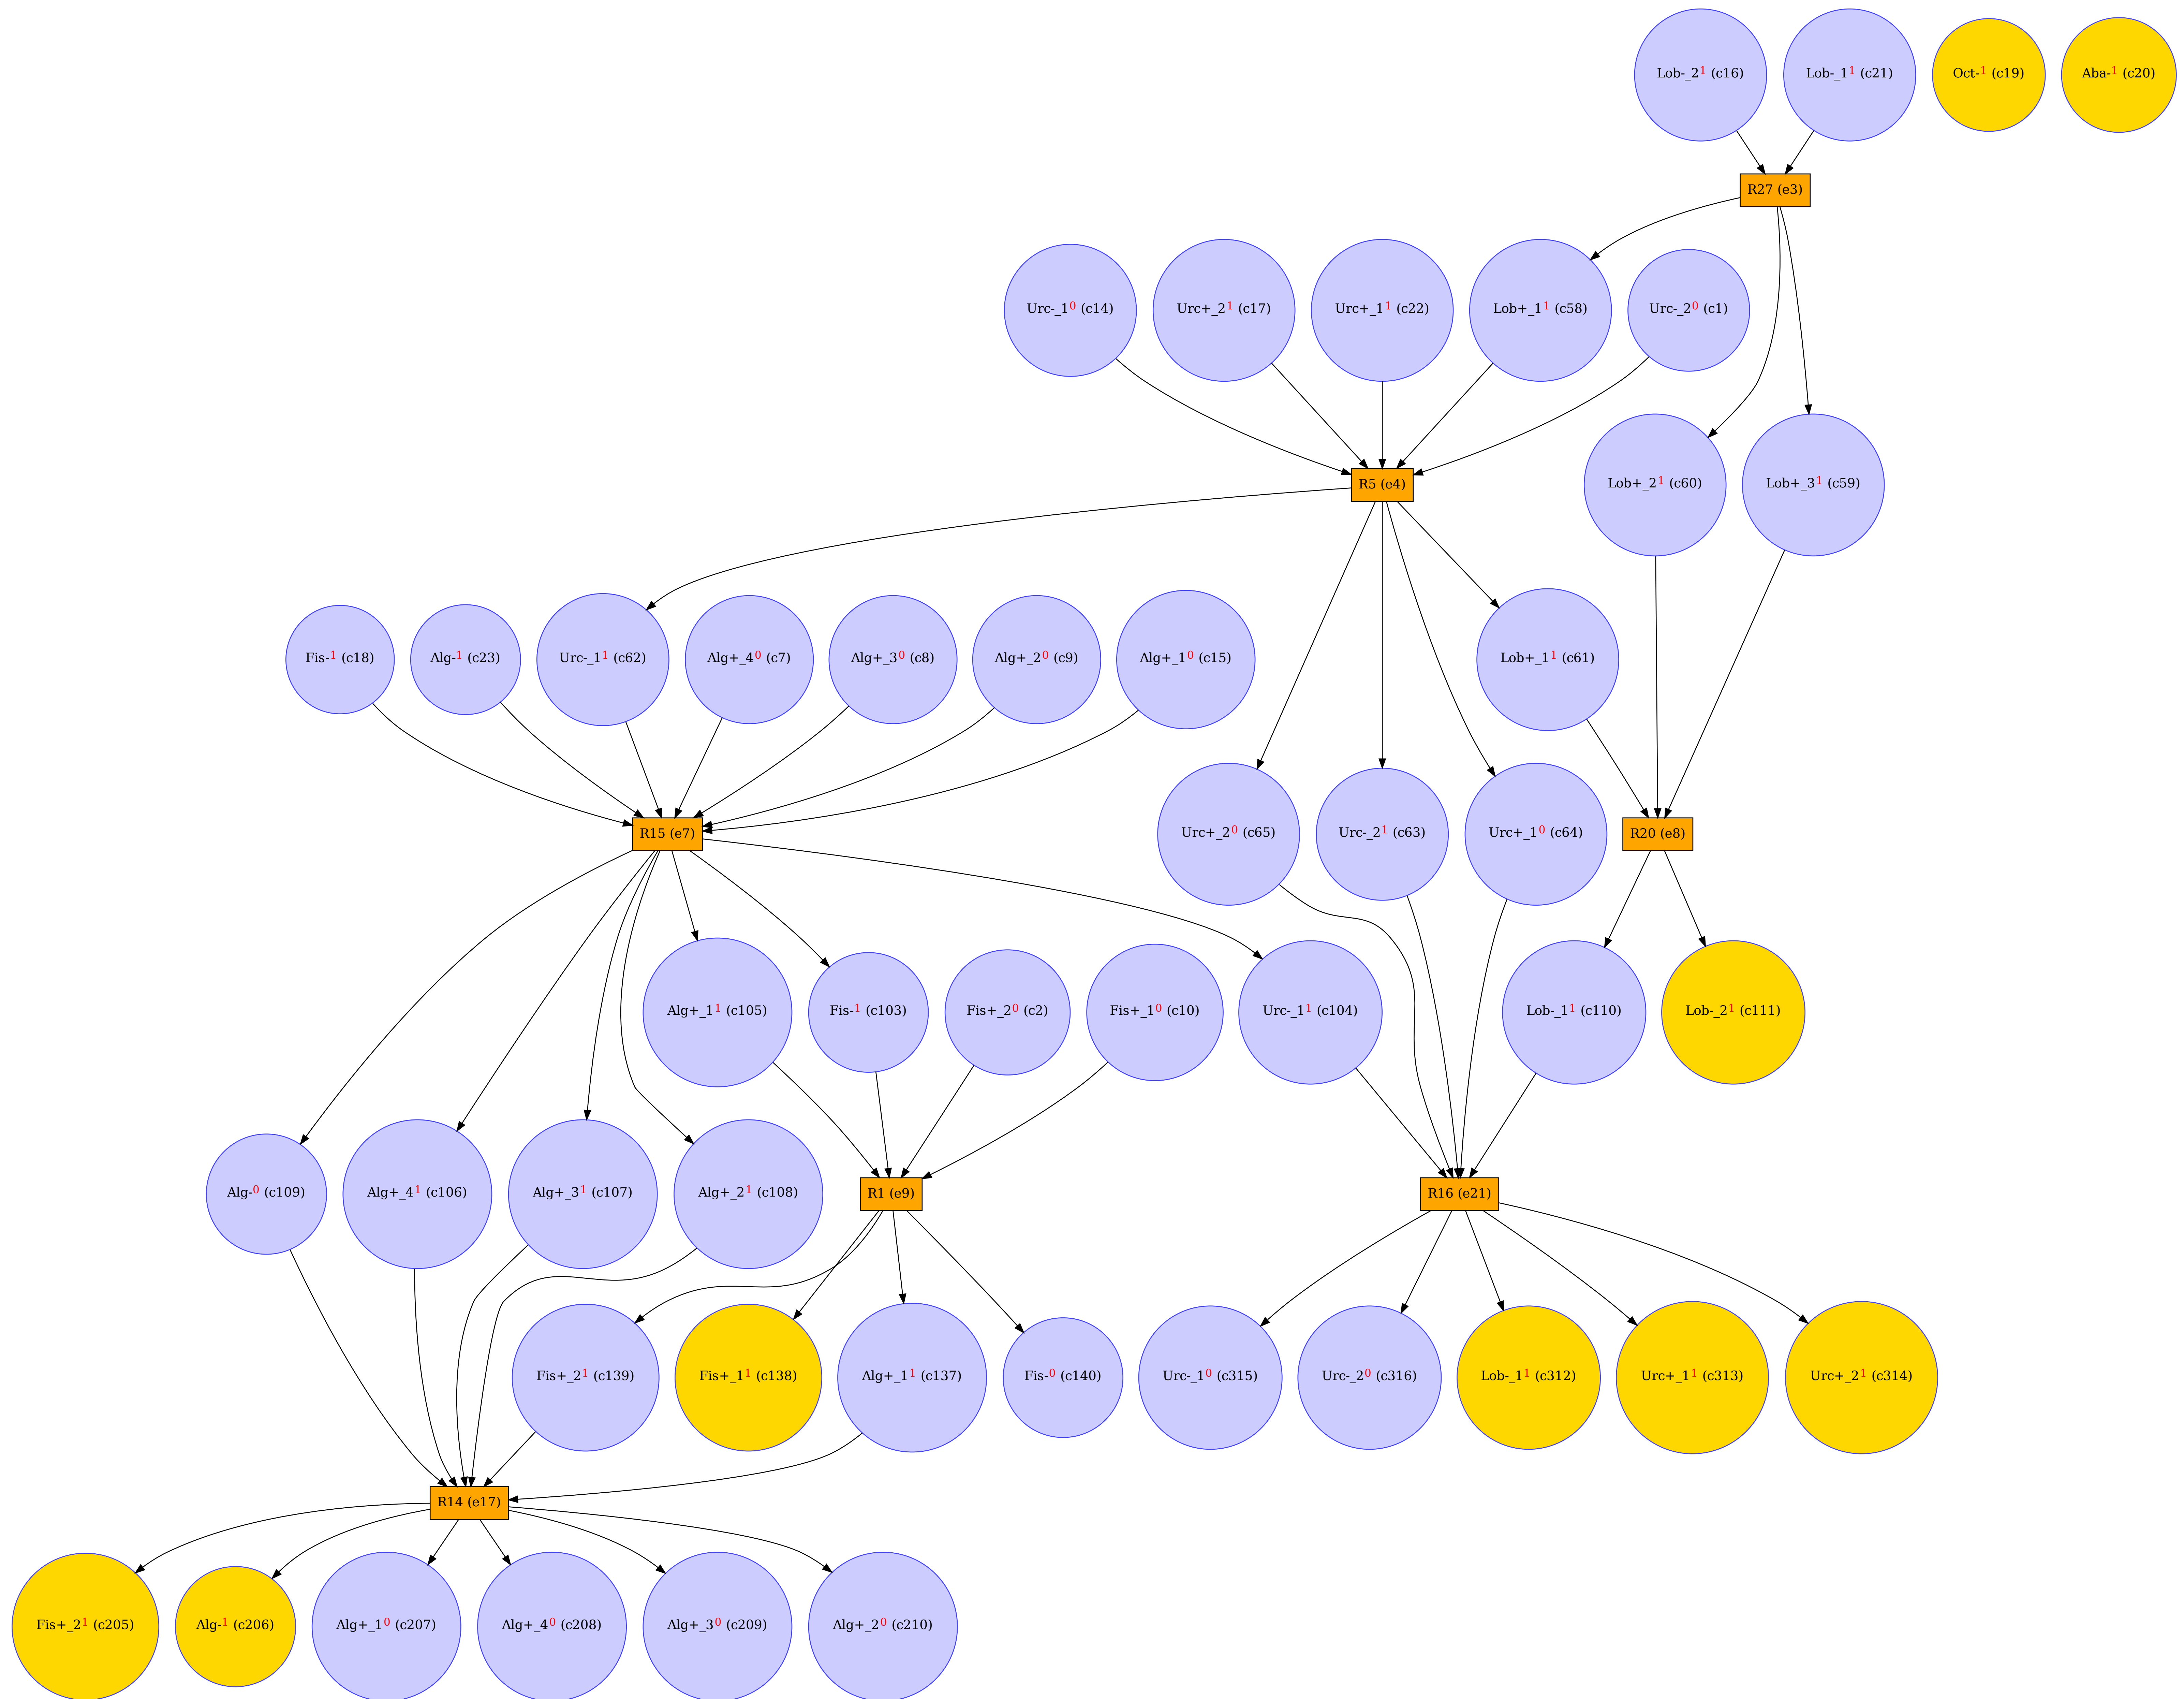 Lob-_2¹ (c16)
Lob-_1¹ (c21)
Oct-¹ (c19)
Aba-¹ (c20)
R27 (e3)
Urc-_1⁰ (c14)
Urc+_2¹ (c17)
Urc+_1¹ (c22)
Lob+_1¹ (c58)
Urc-_2⁰ (c1)
R5 (e4)
Lob+_2¹ (c60)
Lob+_3¹ (c59)
Fis-¹ (c18)
Alg-¹ (c23)
Urc-_1¹ (c62)
Alg+_4⁰ (c7)
Alg+_3⁰ (c8)
Alg+_2⁰ (c9)
Alg+_1⁰ (c15)
Lob+_1¹ (c61)
R15 (e7)
Urc+_2⁰ (c65)
Urc-_2¹ (c63)
Urc+_1⁰ (c64)
R20 (e8)
Alg+_1¹ (c105)
Fis-¹ (c103)
Fis+_2⁰ (c2)
Fis+_1⁰ (c10)
Urc-_1¹ (c104)
Lob-_1¹ (c110)
Lob-_2¹ (c111)
Alg-⁰ (c109)
Alg+_4¹ (c106)
Alg+_3¹ (c107)
Alg+_2¹ (c108)
R1 (e9)
R16 (e21)
Fis+_2¹ (c139)
Fis+_1¹ (c138)
Alg+_1¹ (c137)
Fis-⁰ (c140)
Urc-_1⁰ (c315)
Urc-_2⁰ (c316)
Lob-_1¹ (c312)
Urc+_1¹ (c313)
Urc+_2¹ (c314)
R14 (e17)
Fis+_2¹ (c205)
Alg-¹ (c206)
Alg+_1⁰ (c207)
Alg+_4⁰ (c208)
Alg+_3⁰ (c209)
Alg+_2⁰ (c210)